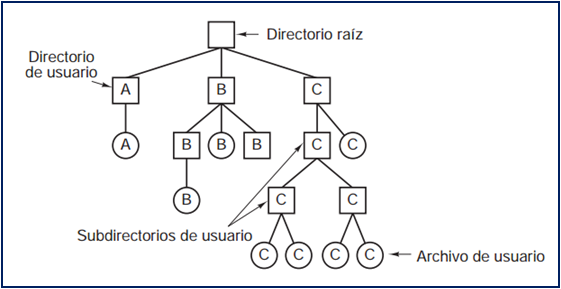 Directorio raíz
Directorio
de usuario
A B C
A B B B C C
B C C
Subdirectorios de usuario
C C C C
Archivo de usuario